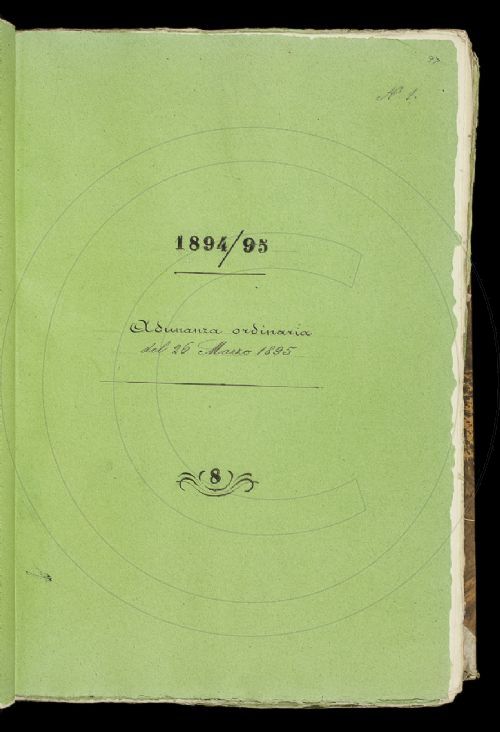 N° 1.
1894/95
Adunanza ordinaria
del 26 Marzo 1895
8